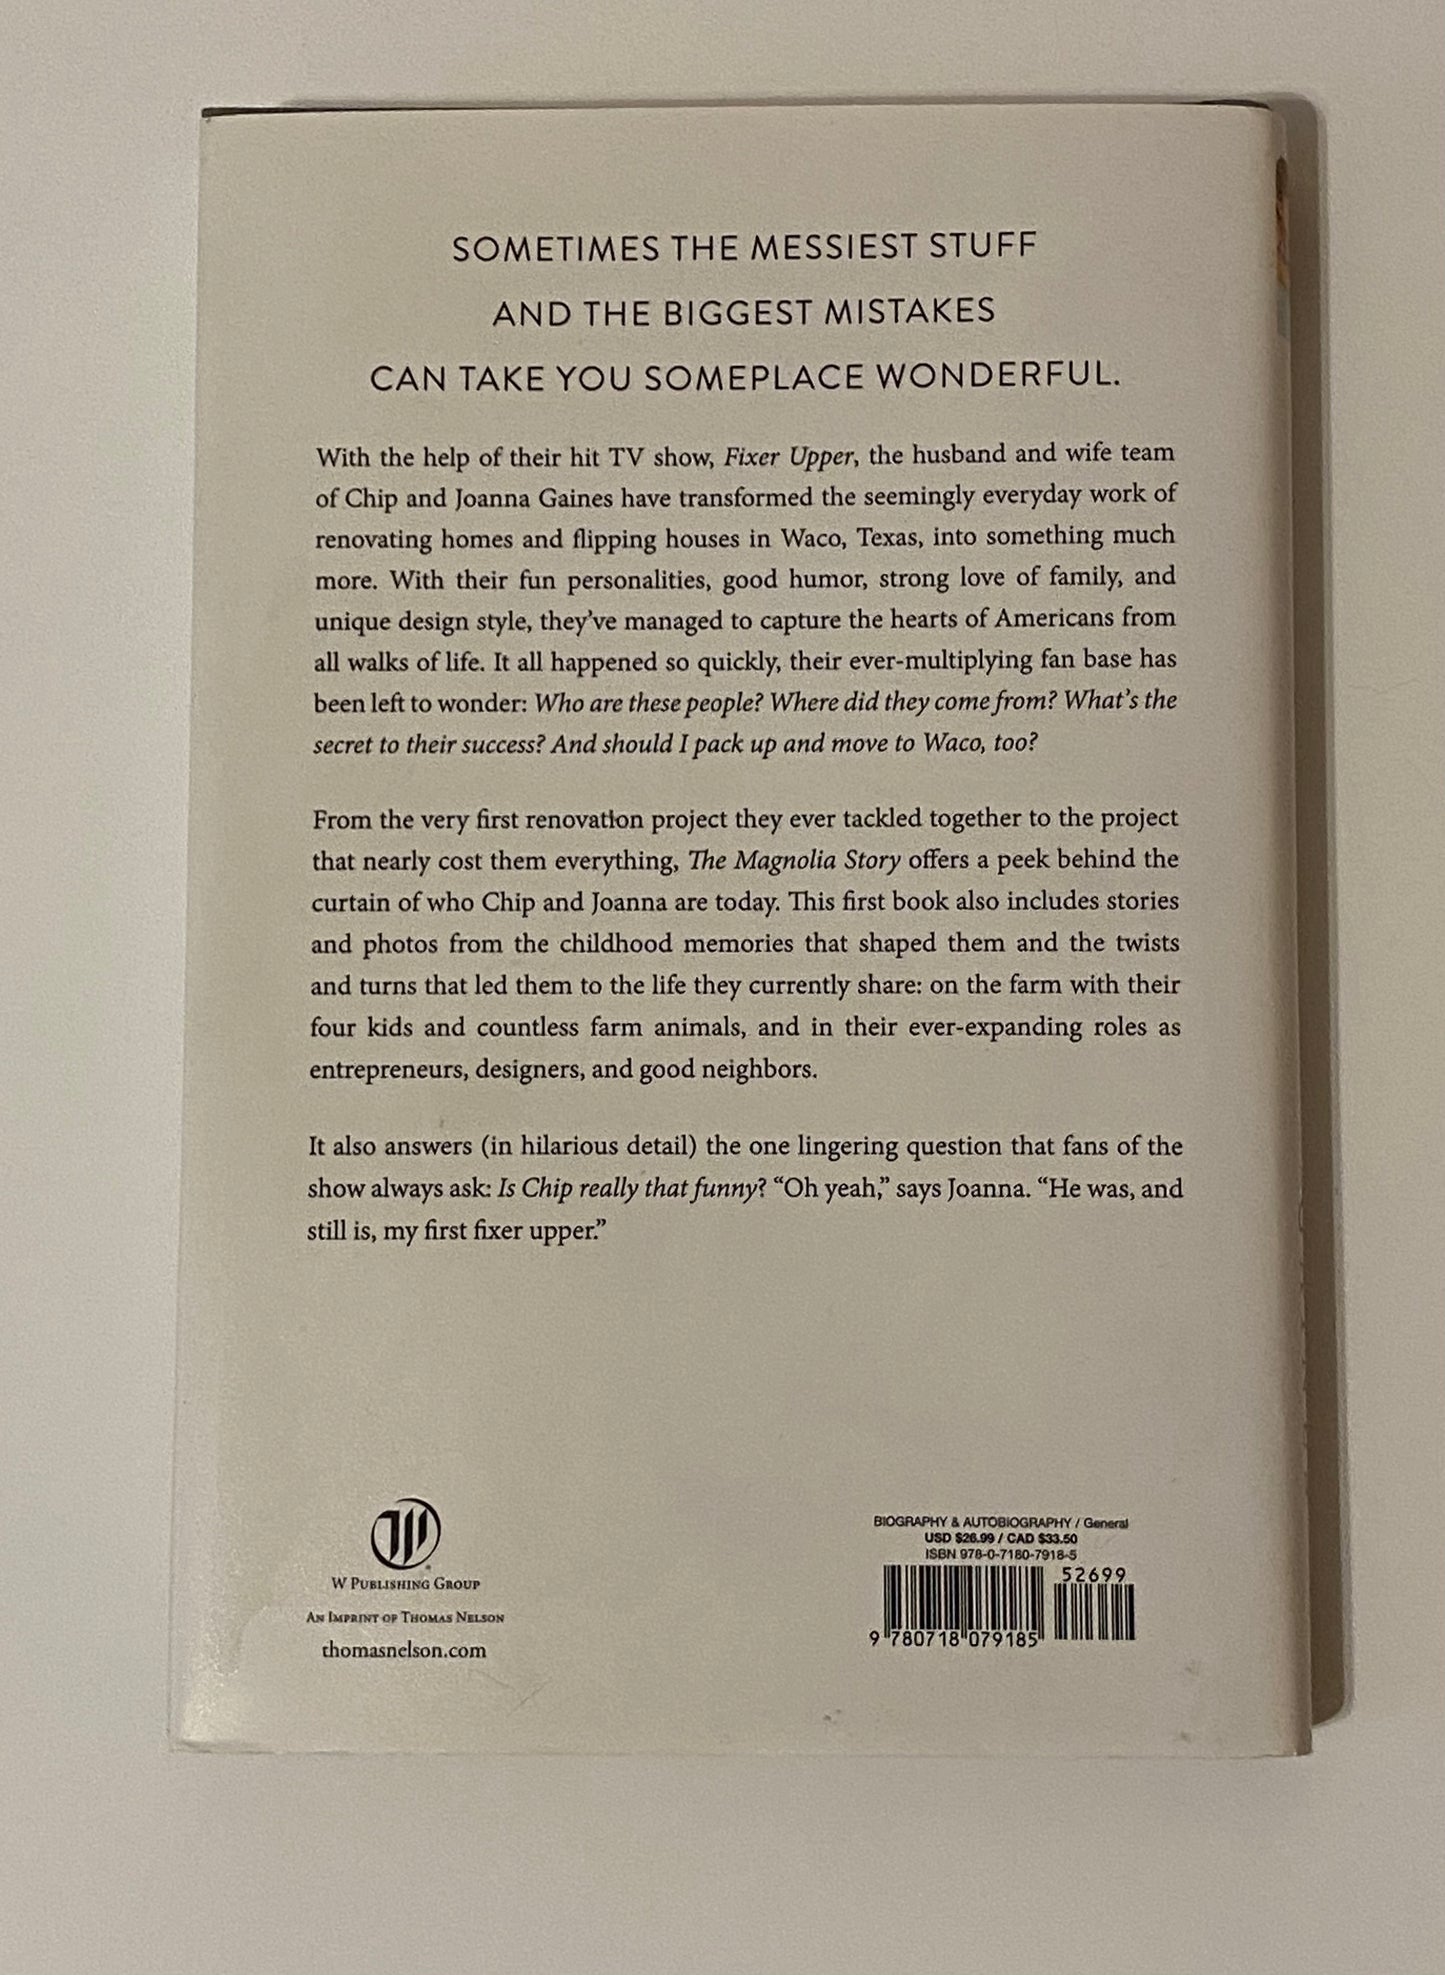 SOMETIMES THE MESSIEST STUFF
AND THE BIGGEST MISTAKES
CAN TAKE YOU SOMEPLACE WONDERFUL.
With the help of their hit TV show, Fixer Upper, the husband and wife team
of Chip and Joanna Gaines have transformed the seemingly everyday work of
renovating homes and flipping houses in Waco, Texas, into something much
more. With their fun personalities, good humor, strong love of family, and
unique design style, they’ve managed to capture the hearts of Americans from
all walks of life. It all happened so quickly, their ever-multiplying fan base has
been left to wonder: Who are these people? Where did they come from? What’s the
secret to their success? And should I pack up and move to Waco, too?
From the very first renovation project they ever tackled together to the project
that nearly cost them everything, The Magnolia Story offers a peek behind the
curtain of who Chip and Joanna are today. This first book also includes stories
and photos from the childhood memories that shaped them and the twists
and turns that led them to the life they currently share: on the farm with their
four kids and countless farm animals, and in their ever-expanding roles as
entrepreneurs, designers, and good neighbors.
It also answers (in hilarious detail) the one lingering question that fans of the
show always ask: Is Chip really that funny? “Oh yeah,” says Joanna. “He was, and
still is, my first fixer upper.”
W
W PUBLISHING GROUP
AN IMPRINT OF THOMAS NELSON
thomasnelson.com
BIOGRAPHY & AUTOBIOGRAPHY / General
USD $26.99 / CAD $33.50
ISBN 978-0-7180-7918-5
52699
9 780718 079185